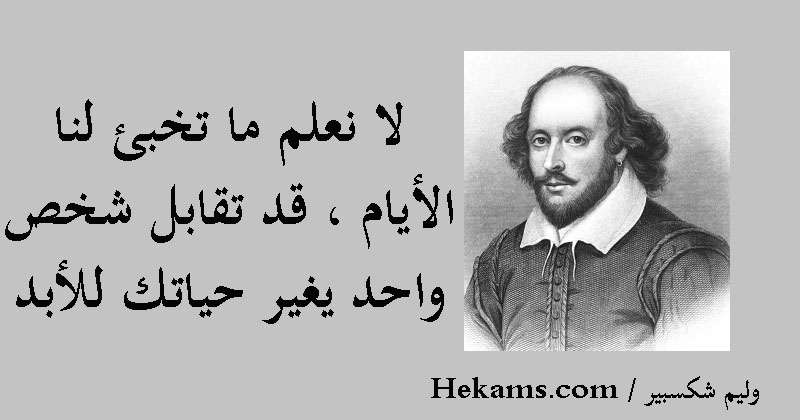 لا نعلم ما تخبئ لنا
الأيام ، قد تقابل شخص
واحد يغير حياتك للأبد
وليم شكسبير / Hekams.com